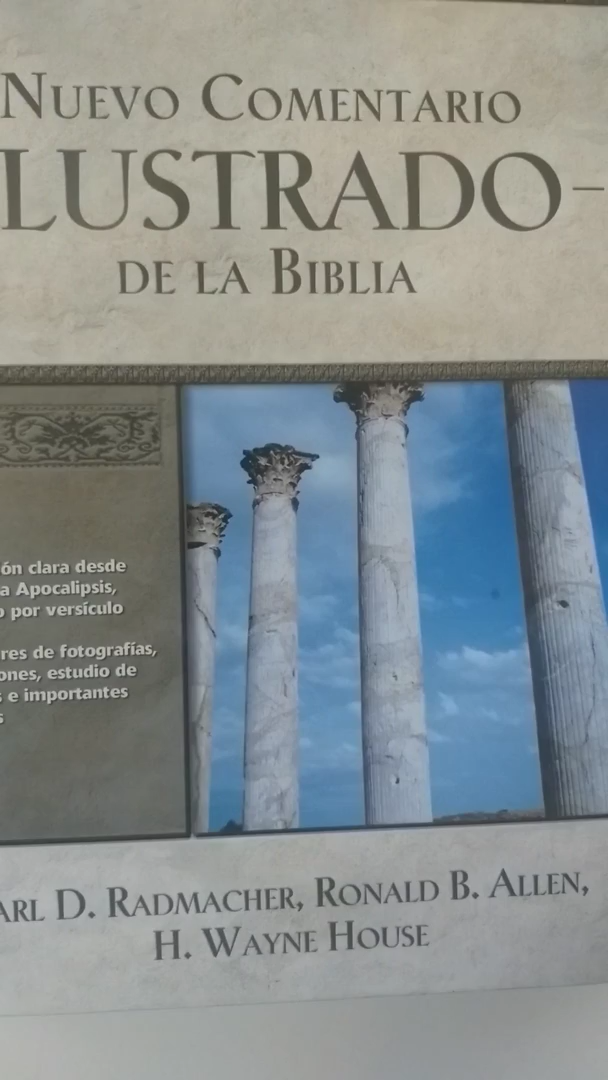 NUEVO COMENTARIO
LUSTRADO
DE LA BIBLIA
ón clara desde
a Apocalipsis,
o por versículo
res de fotografías,
ones, estudio de
s e importantes
s
ARL D. RADMACHER, RONALD B. ALLEN,
H. WAYNE HOUSE